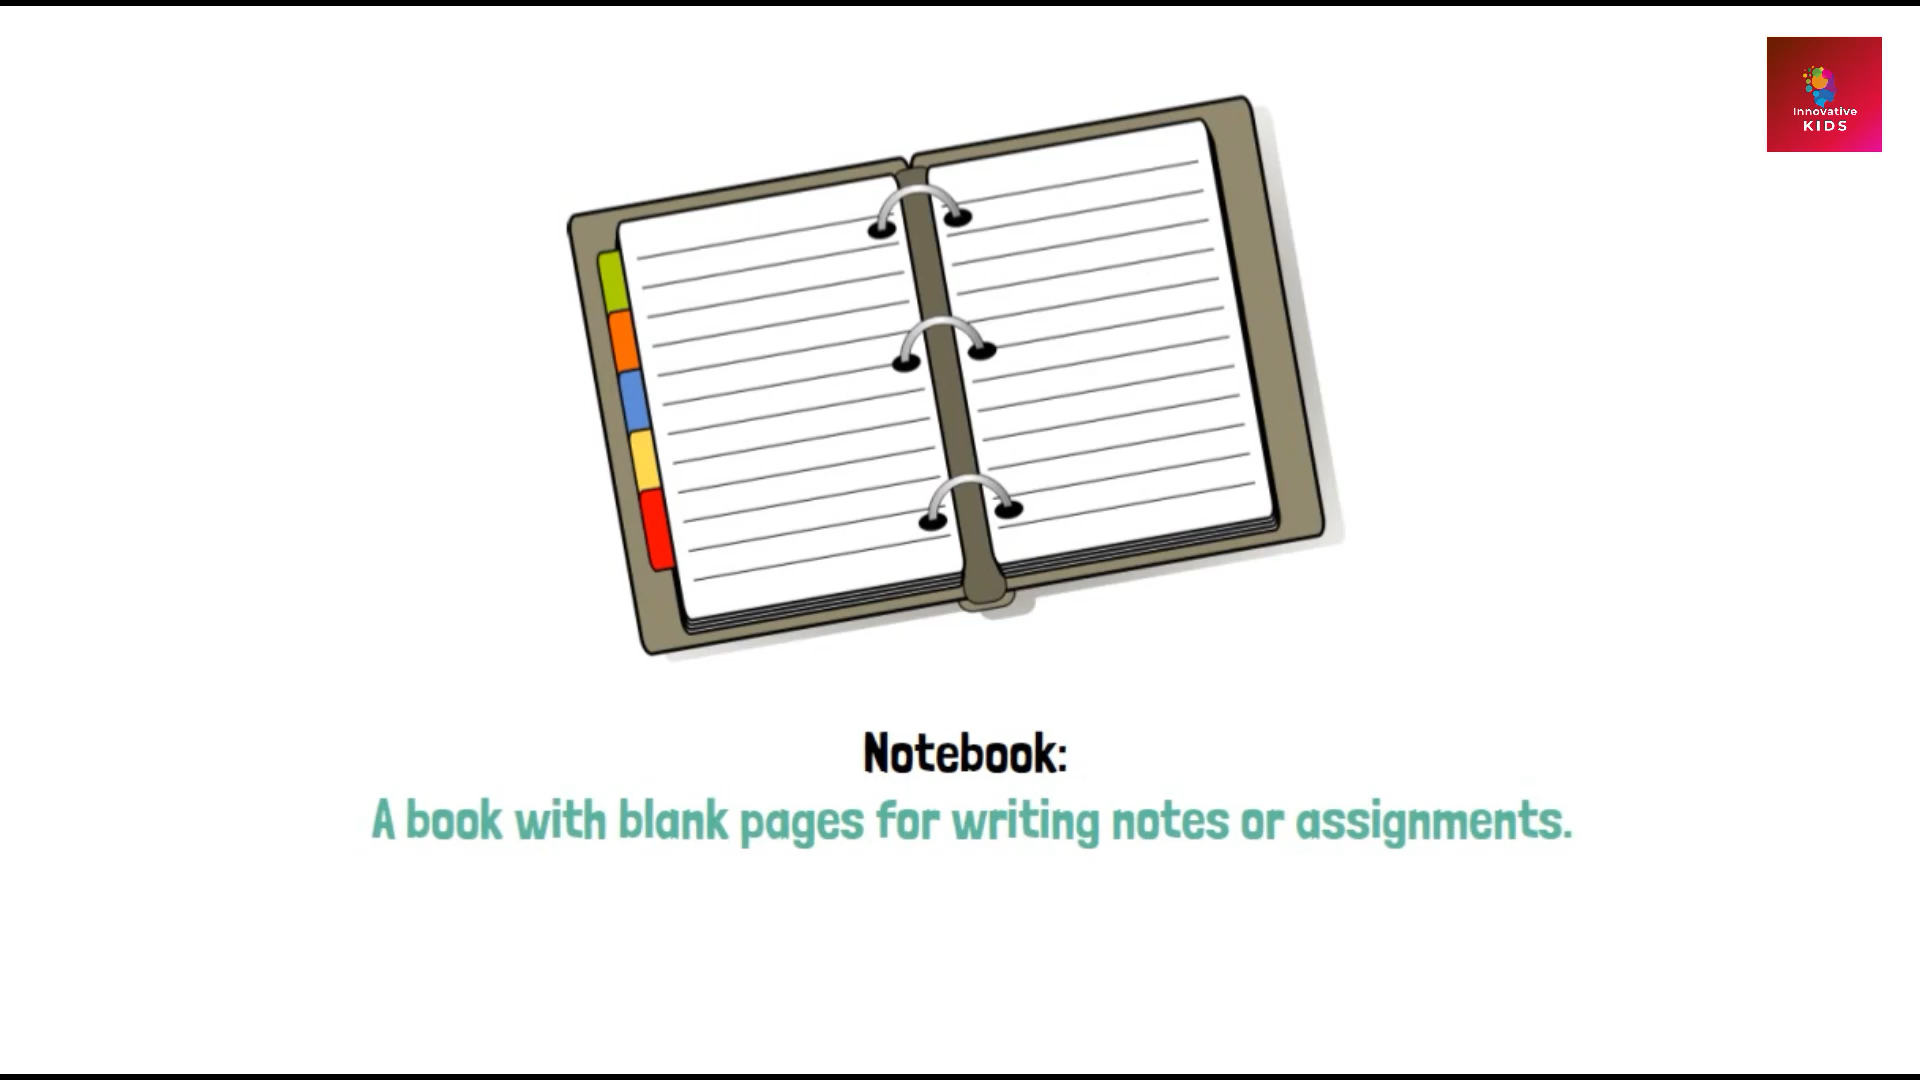 Innovative
KIDS
Notebook:
A book with blank pages for writing notes or assignments.